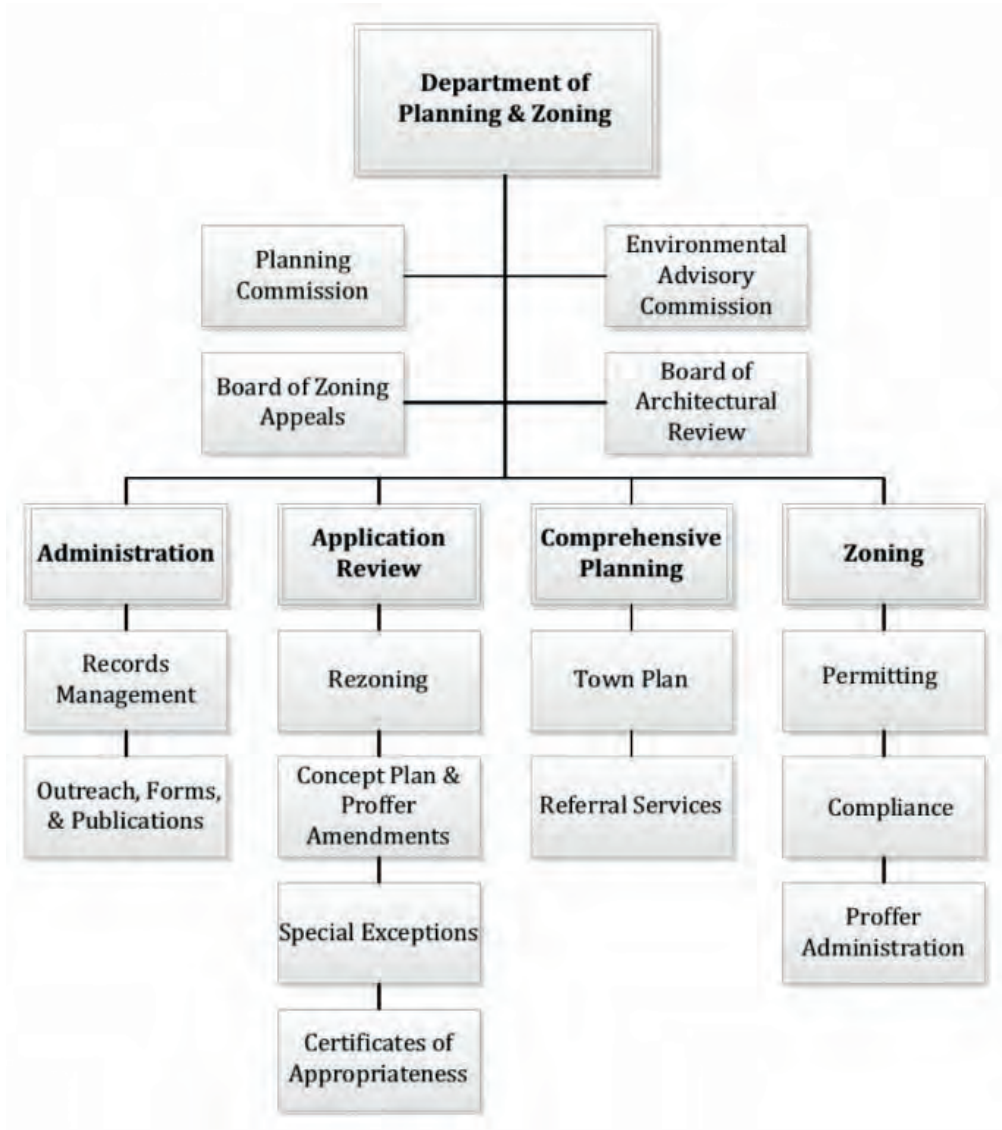 Department of
Planning & Zoning
Planning
Commission
Environmental
Advisory
Commission
Board of Zoning
Appeals
Board of
Architectural
Review
Administration
Application
Review
Comprehensive
Planning
Zoning
Records
Management
Rezoning
Town Plan
Permitting
Outreach, Forms,
& Publications
Concept Plan &
Proffer
Amendments
Referral Services
Compliance
Special Exceptions
Proffer
Administration
Certificates of
Appropriateness